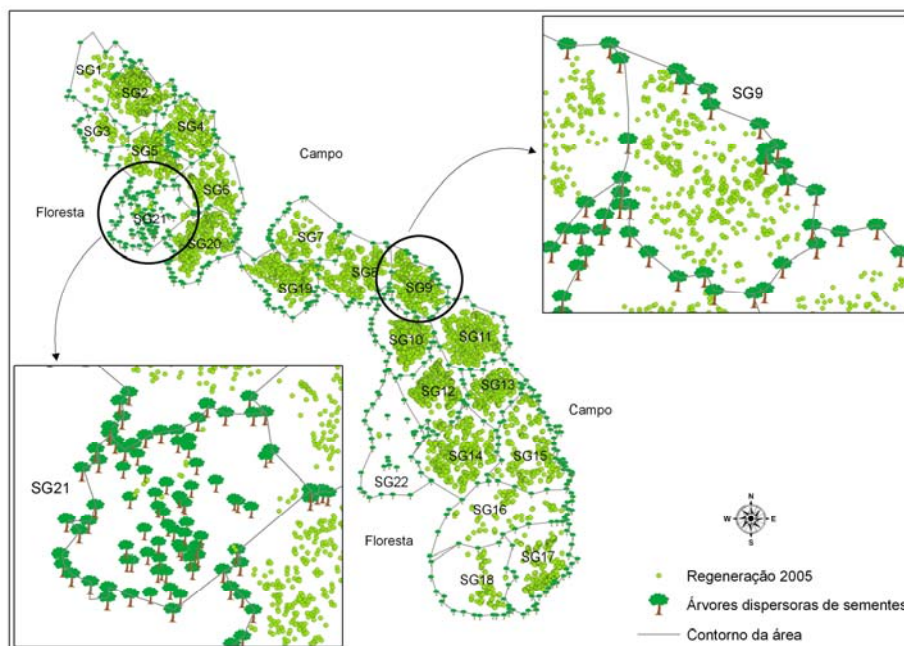 SG1
SG2
SG3
SG4
SG5
SG6
SG21
SG20
Campo
Floresta
SG7
SG8
SG19
SG9
SG9
SG10
SG11
SG12
SG13
Campo
SG14
SG15
SG22
SG16
Floresta
SG17
SG18
SG21
N
W
E
S
Regeneração 2005
Árvores dispersoras de sementes
Contorno da área